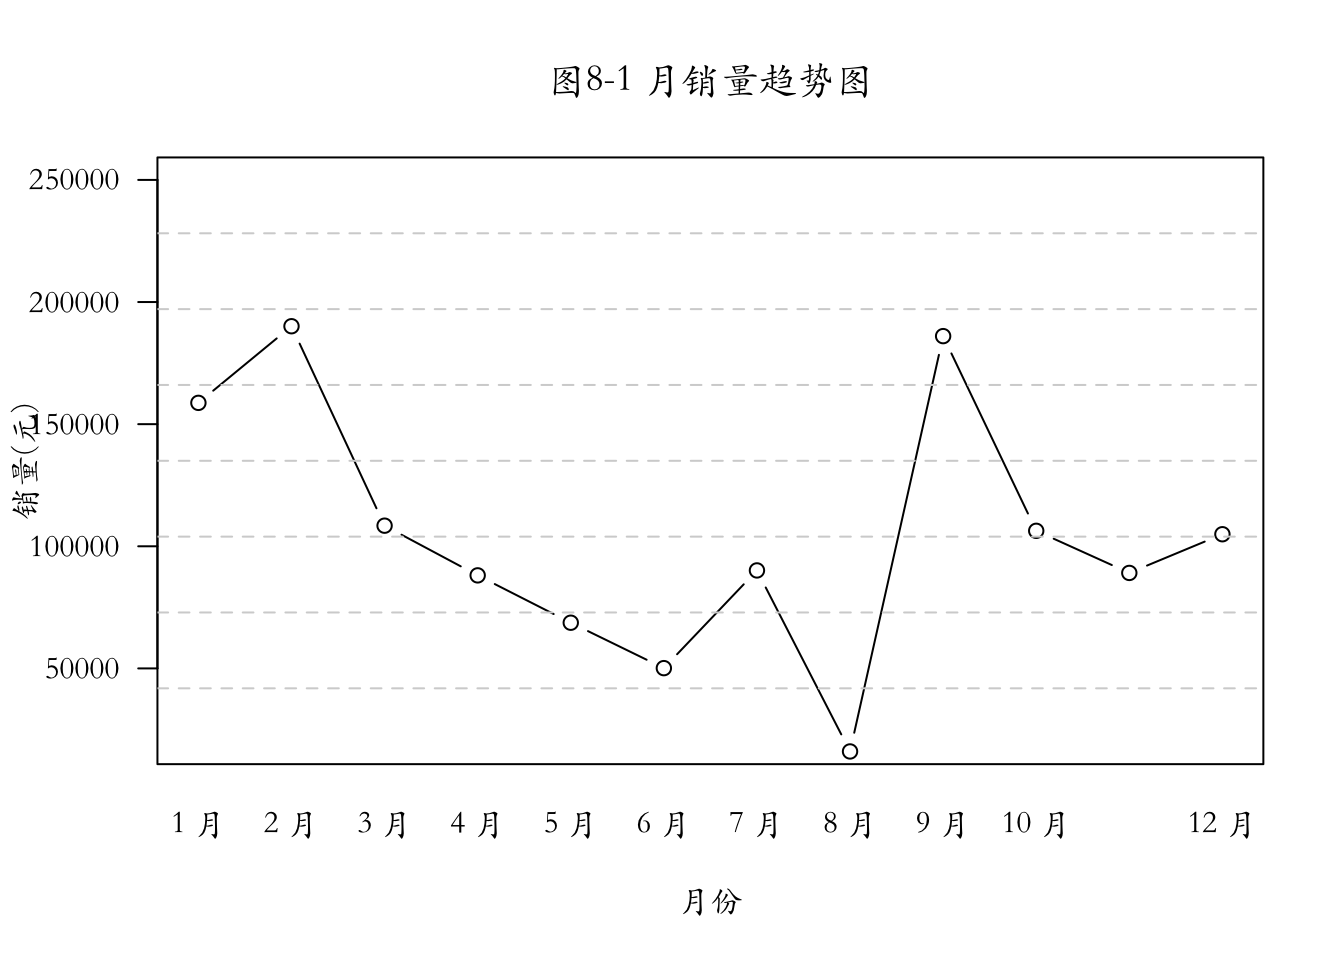 图8-1 月销量趋势图
250000
200000
150000
100000
50000
销量(元)
1 月 2 月 3 月 4 月 5 月 6 月 7 月 8 月 9 月 10 月 12 月
月份